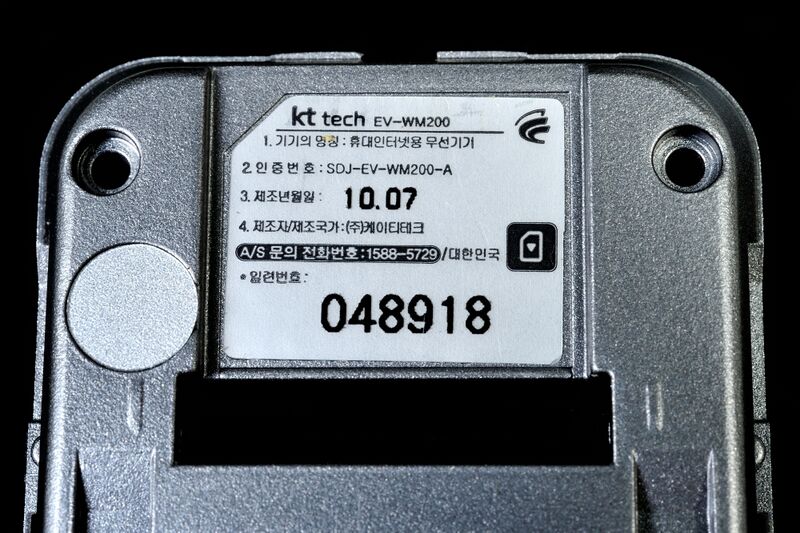 kt tech EV-WM200
1. 기기의 명칭 : 휴대인터넷용 무선기기
2. 인증번호 : SDJ-EV-WM200-A
3. 제조년월일 : 10.07
4. 제조자/제조국가 : (주)케이티테크
A/S 문의 전화번호:1588-5729 /대한민국
* 일련번호 :
048918